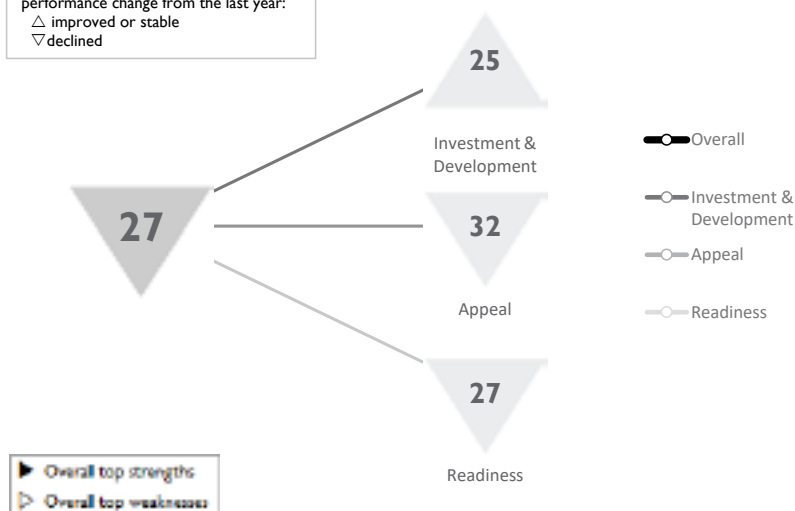 performance change from the last year:
△ improved or stable
▽ declined
25
Investment &
Development
27
32
Appeal
27
Readiness
Overall
Investment &
Development
Appeal
Readiness
▶ Overall top strengths
▷ Overall top weaknesses